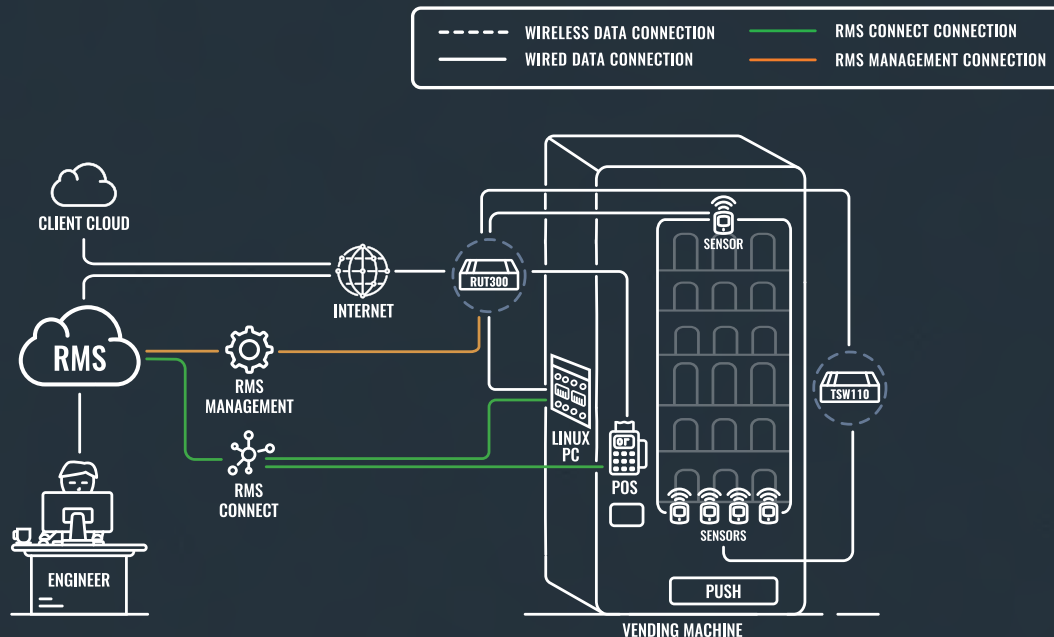 WIRELESS DATA CONNECTION
WIRED DATA CONNECTION
RMS CONNECT CONNECTION
RMS MANAGEMENT CONNECTION
CLIENT CLOUD
INTERNET
RUT300
SENSOR
RMS
RMS
MANAGEMENT
RMS
CONNECT
LINUX
PC
POS
TSW110
SENSORS
ENGINEER
PUSH
VENDING MACHINE